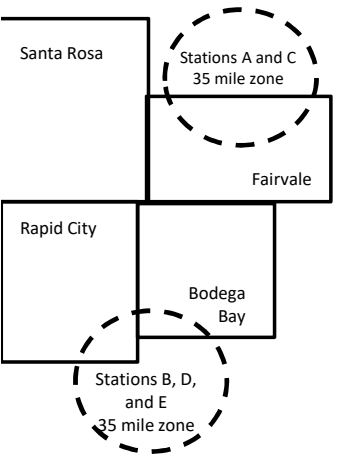 Santa Rosa
Stations A and C
35 mile zone
Fairvale
Rapid City
Bodega
Bay
Stations B, D,
and E
35 mile zone